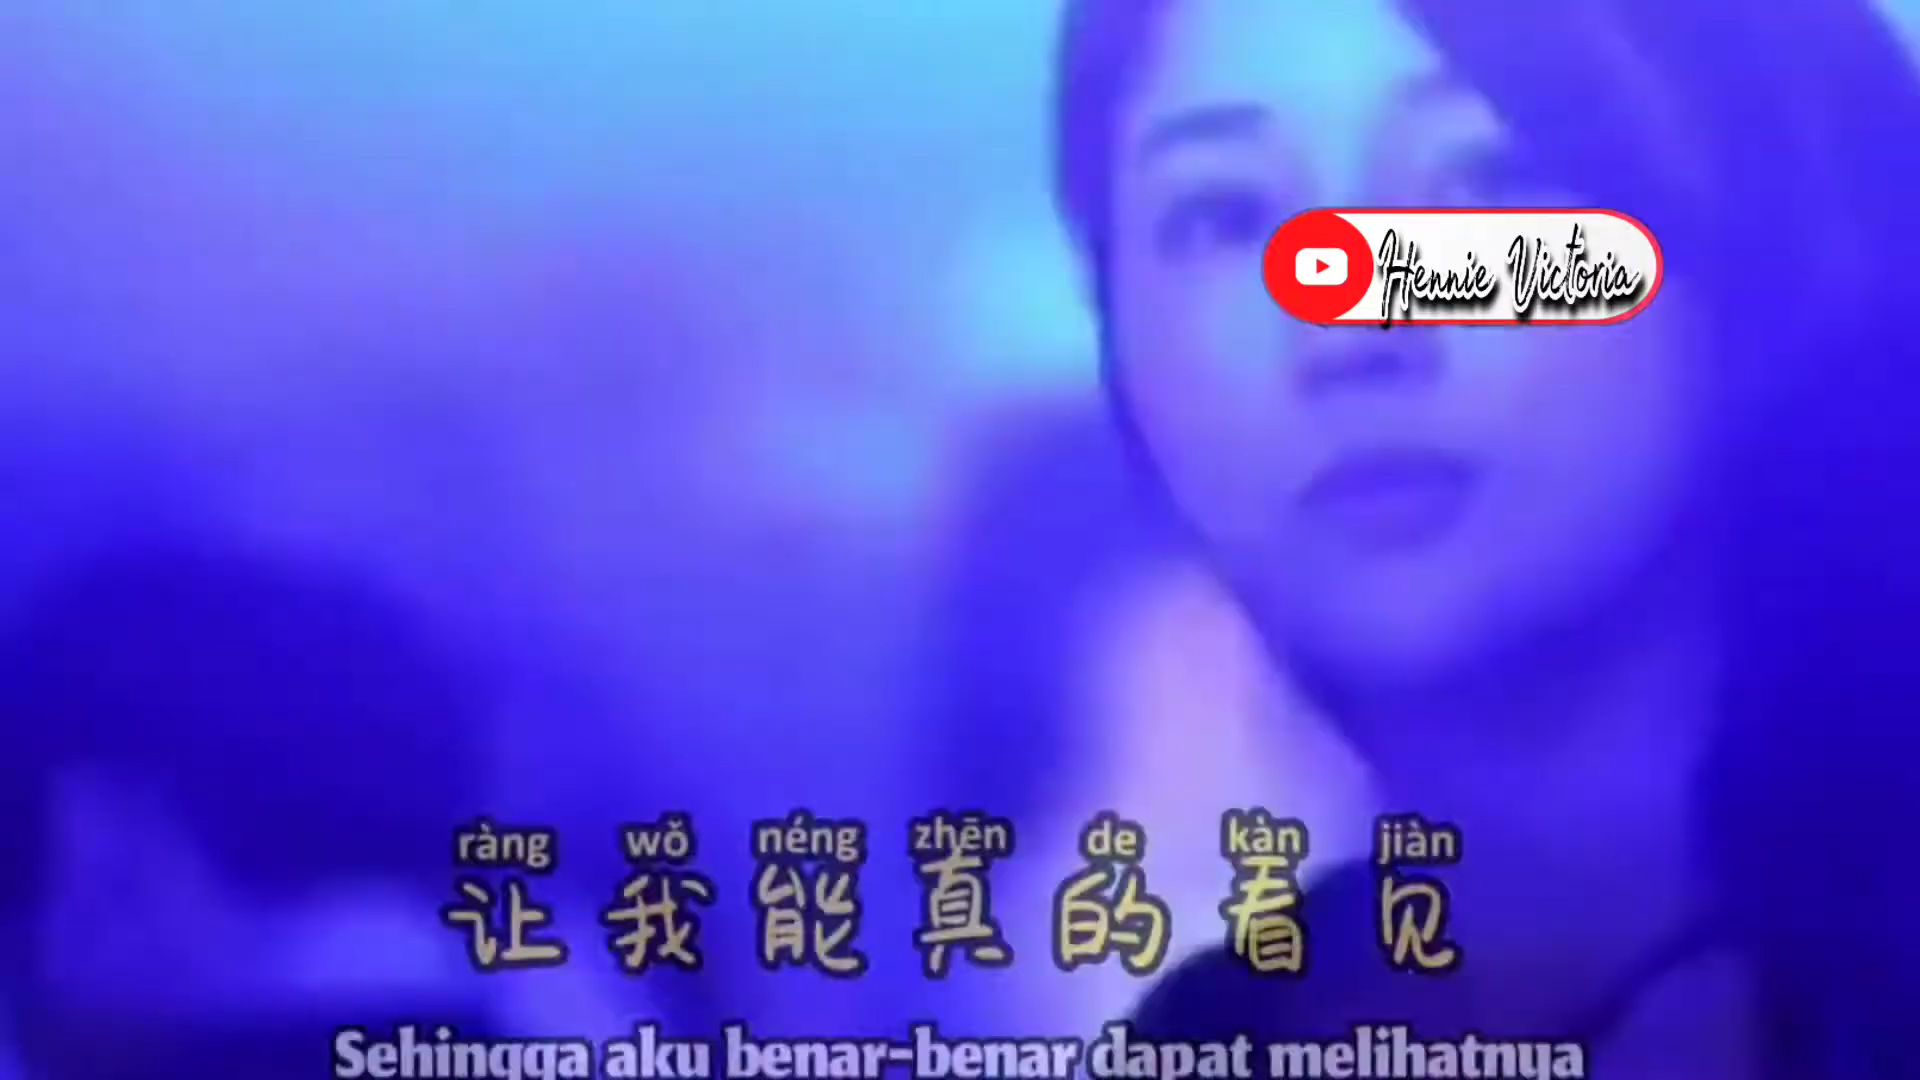 Hennie Victoria
ràng wǒ néng zhēn de kàn jiàn
让我能真的看见
Sehingga aku benar-benar dapat melihatnya